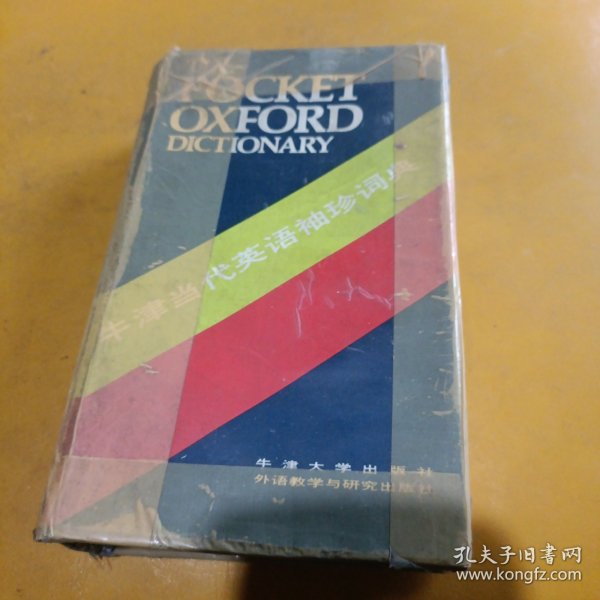 POCKET
OXFORD
DICTIONARY
牛津当代英语袖珍词典
牛津大学出版社
外语教学与研究出版社
孔夫子旧書网
www.kongfz.com